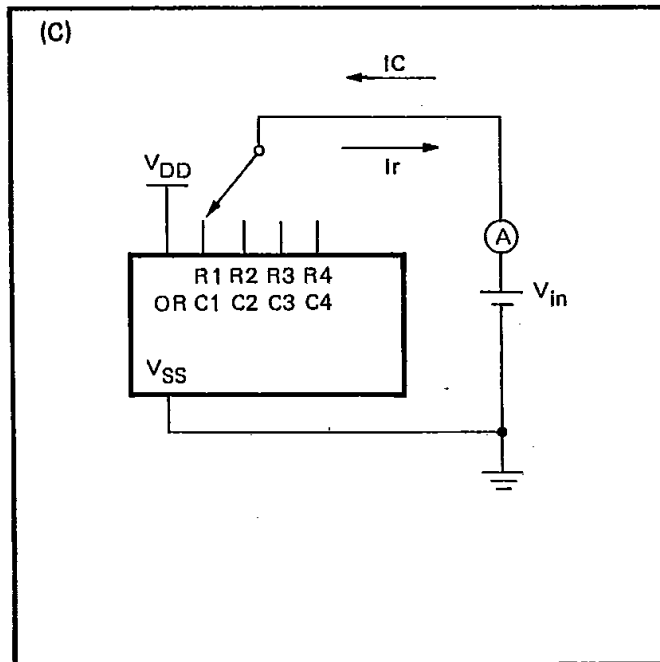 (C)
IC
Ir
VDD
A
Vin
R1 R2 R3 R4
OR C1 C2 C3 C4
VSS